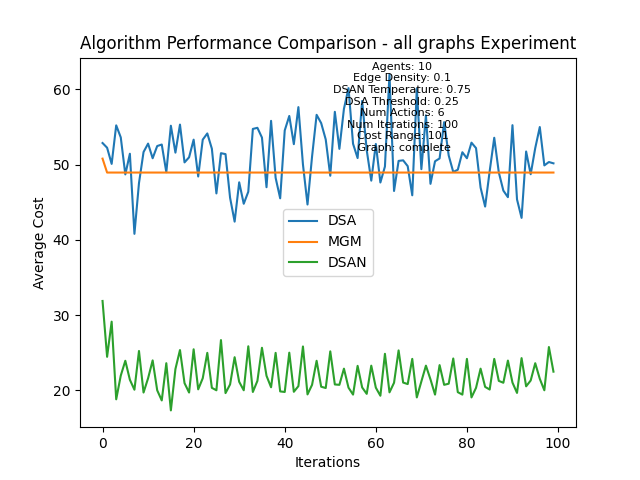 Algorithm Performance Comparison - all graphs Experiment
Agents: 10
Edge Density: 0.1
DSAN Temperature: 0.75
DSA Threshold: 0.25
Num Actions: 6
Num Iterations: 100
Cost Range: 101
Graph: complete
60
50
40
30
20
Average Cost
DSA
MGM
DSAN
0
20
40
60
80
100
Iterations